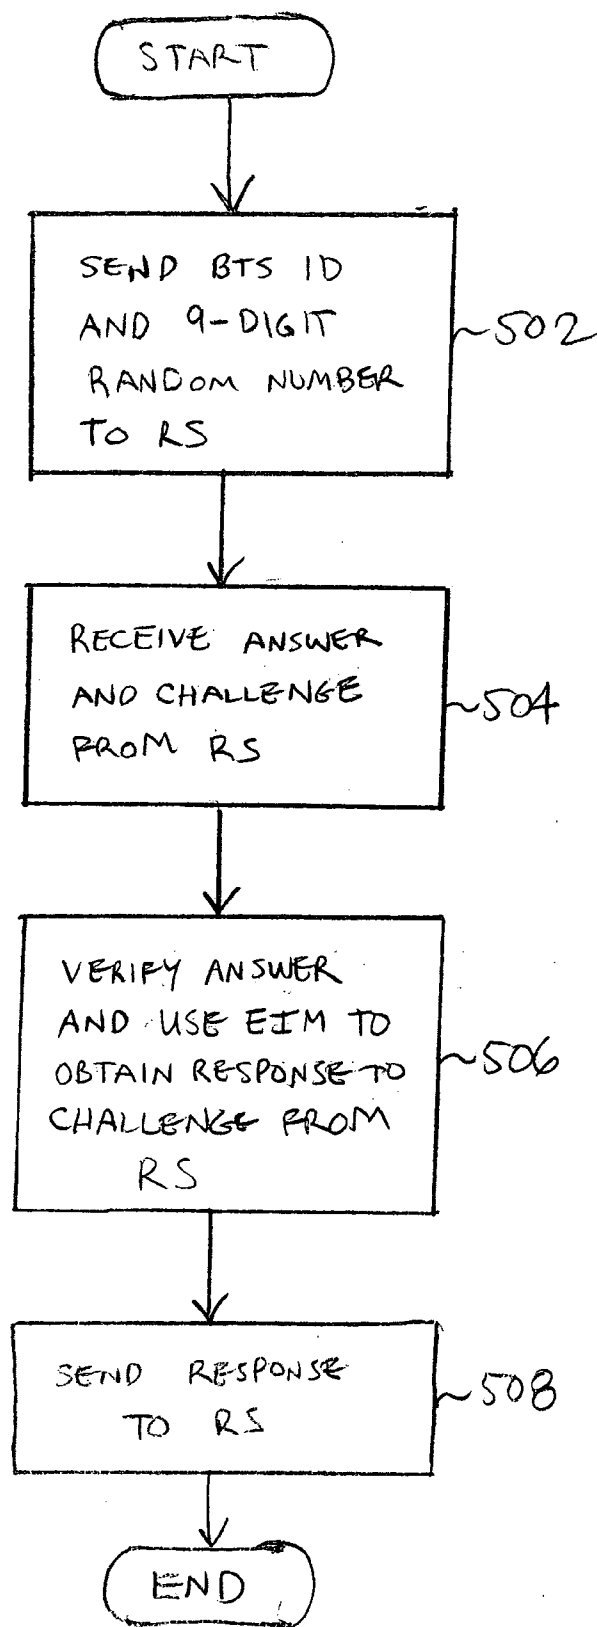 START
SEND BTS ID
AND 9-DIGIT
RANDOM NUMBER
TO RS
~502
RECEIVE ANSWER
AND CHALLENGE
FROM RS
~504
VERIFY ANSWER
AND USE EIM TO
OBTAIN RESPONSE TO
CHALLENGE FROM
RS
~506
SEND RESPONSE
TO RS
~508
END